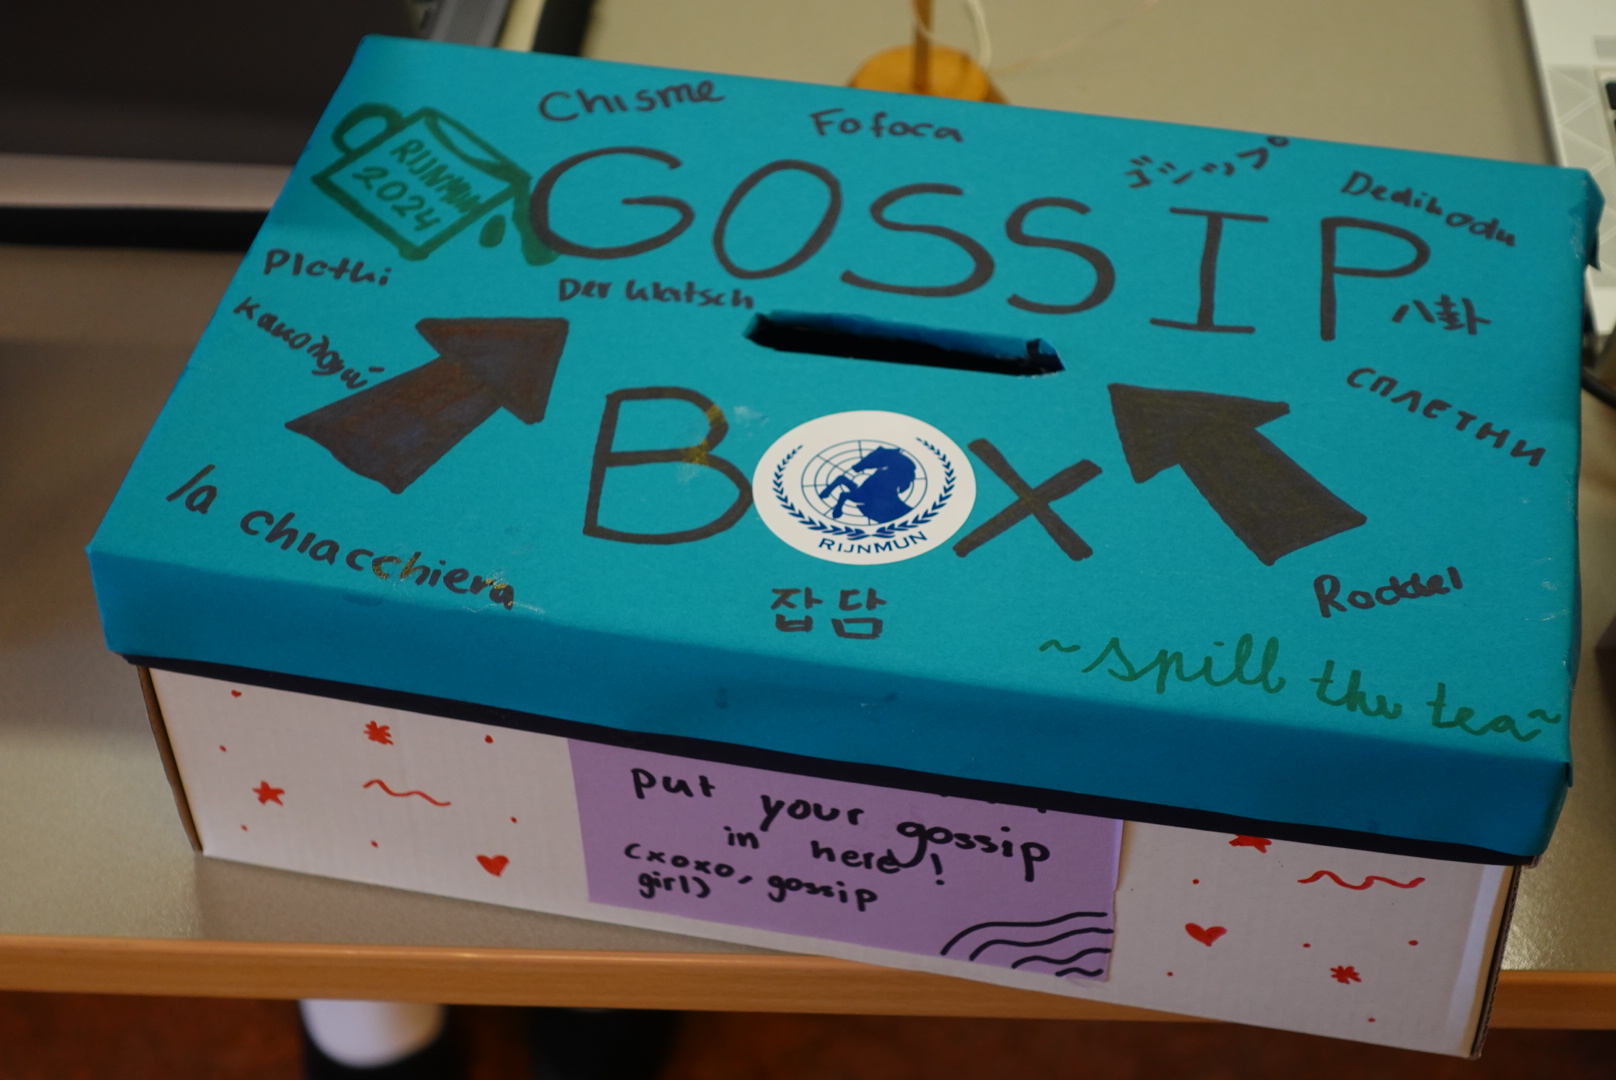 Chisme
Fofoca
ゴシップ
Dedikodu
RIJNMUN
2024
GOSSIP
Der Klatsch
八卦
сплетни
BOX
RIJNMUN
la chiacchiera
잡담
Roddel
~spill the tea~
put your gossip
in here!
(xoxo, gossip
girl)